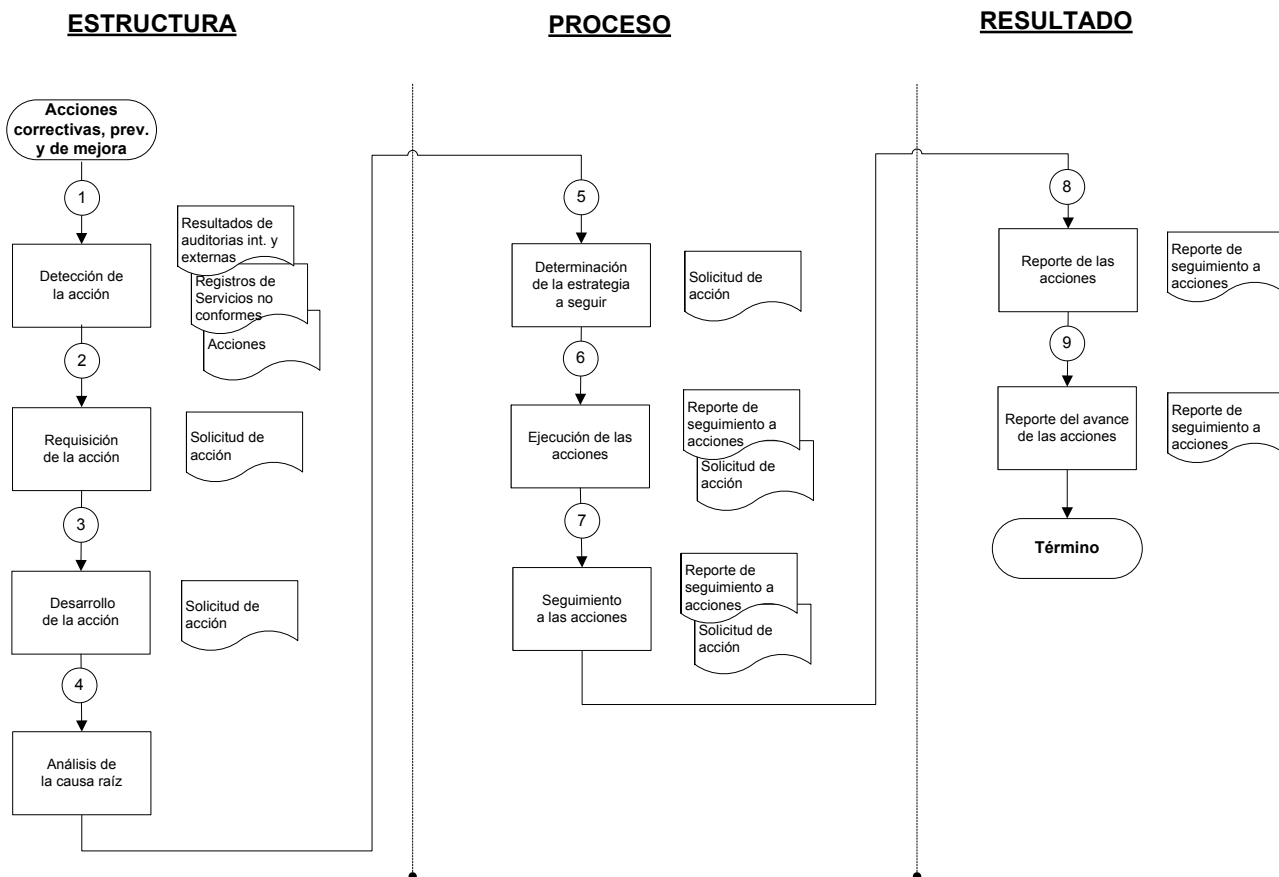 ESTRUCTURA
Acciones
correctivas, prev.
y de mejora
1
Detección de
la acción
Resultados de
auditorias int. y
externas
Registros de
Servicios no
conformes
Acciones
2
Requisición
de la acción
Solicitud de
acción
3
Desarrollo
de la acción
Solicitud de
acción
4
Análisis de
la causa raíz
PROCESO
5
Determinación
de la estrategia
a seguir
Solicitud de
acción
6
Ejecución de las
acciones
Reporte de
seguimiento a
acciones
Solicitud de
acción
7
Seguimiento
a las acciones
Reporte de
seguimiento a
acciones
Solicitud de
acción
RESULTADO
8
Reporte de las
acciones
Reporte de
seguimiento a
acciones
9
Reporte del avance
de las acciones
Reporte de
seguimiento a
acciones
Término